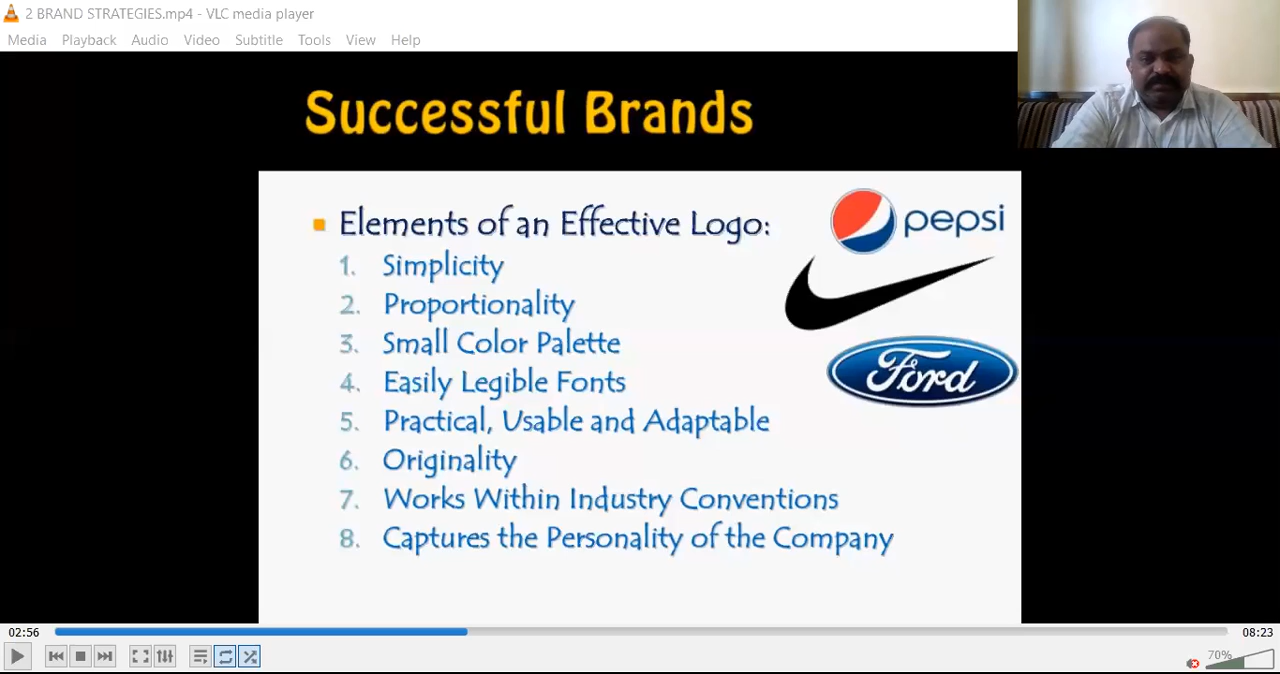 2 BRAND STRATEGIES.mp4 - VLC media player
Media Playback Audio Video Subtitle Tools View Help
Successful Brands
Elements of an Effective Logo:
1. Simplicity
2. Proportionality
3. Small Color Palette
4. Easily Legible Fonts
5. Practical, Usable and Adaptable
6. Originality
7. Works Within Industry Conventions
8. Captures the Personality of the Company
pepsi
Ford
02:56
08:23
70%